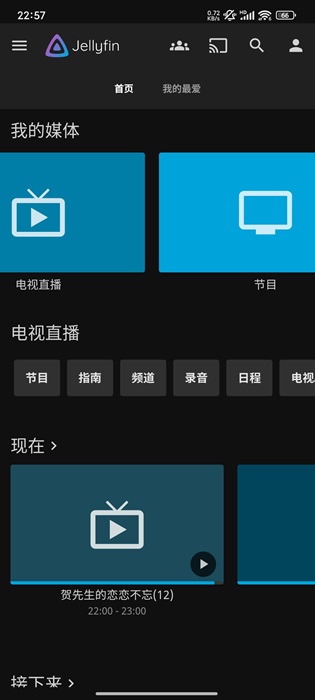 22:57
0.72
KB/s
HD
66
Jellyfin
首页
我的最爱
我的媒体
电视直播
节目
电视直播
节目
指南
频道
录音
日程
电视
现在
贺先生的恋恋不忘(12)
22:00 - 23:00
接下来